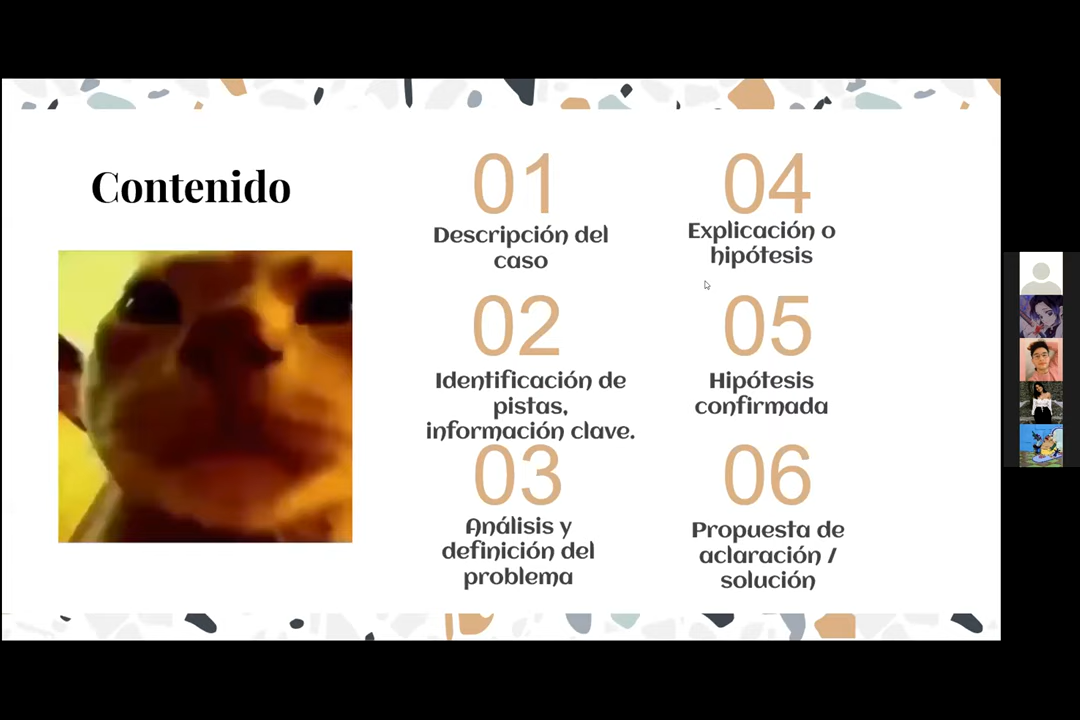 Contenido
01
Descripción del
caso
02
Identificación de
pistas,
información clave.
03
Análisis y
definición del
problema
04
Explicación o
hipótesis
05
Hipótesis
confirmada
06
Propuesta de
aclaración /
solución